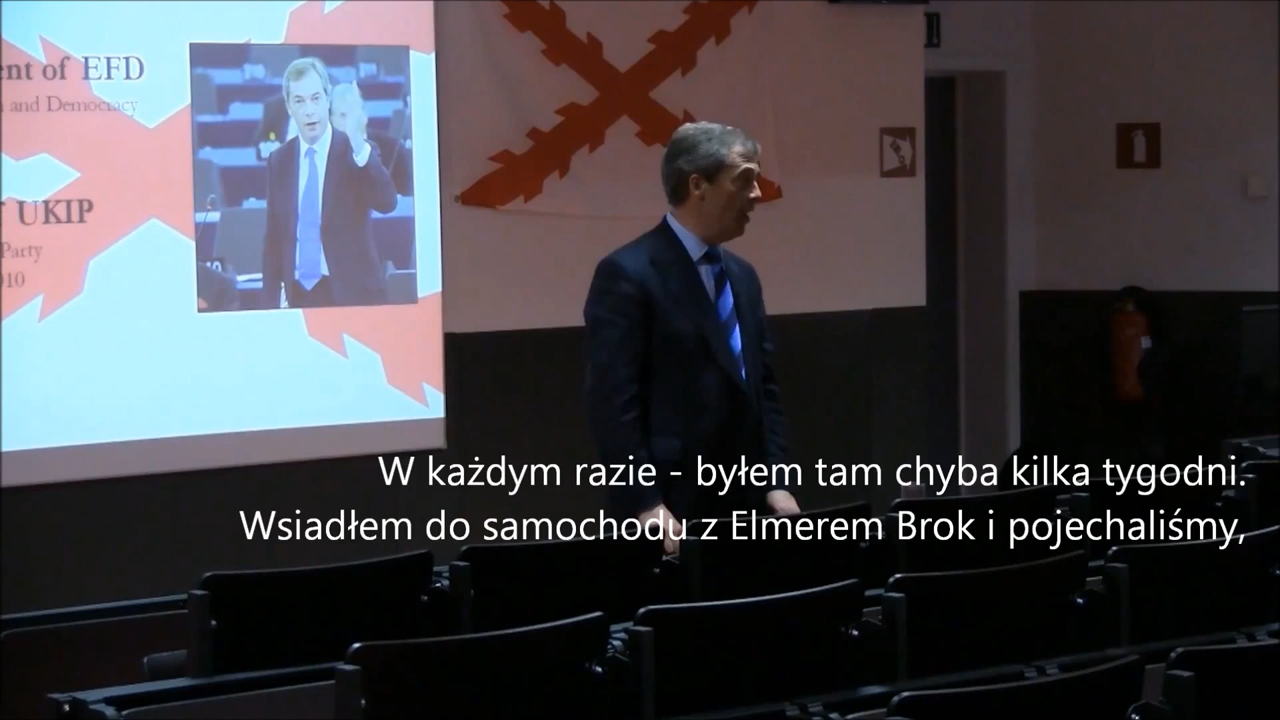 ent of EFD
and Democracy
UKIP
Party
W każdym razie - byłem tam chyba kilka tygodni.
Wsiadłem do samochodu z Elmerem Brok i pojechaliśmy,